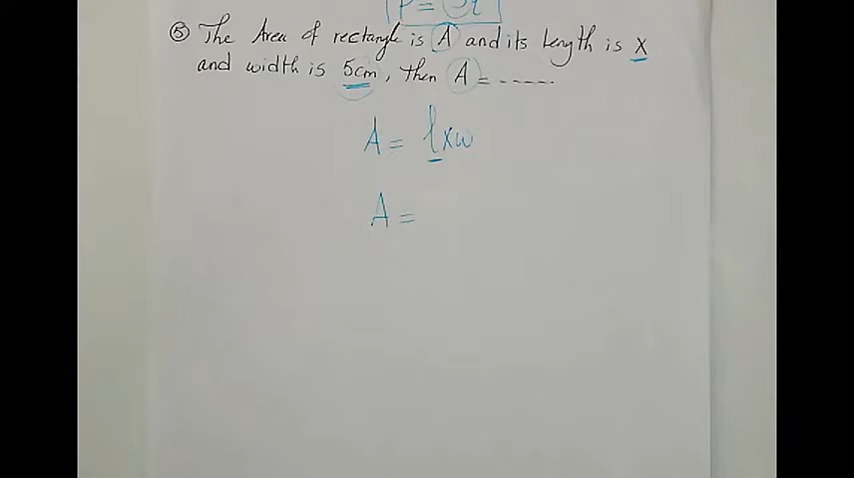 P =
⑤ The Area of rectangle is A and its Length is X
and width is 5cm, then A = ------
A = l x w
A =